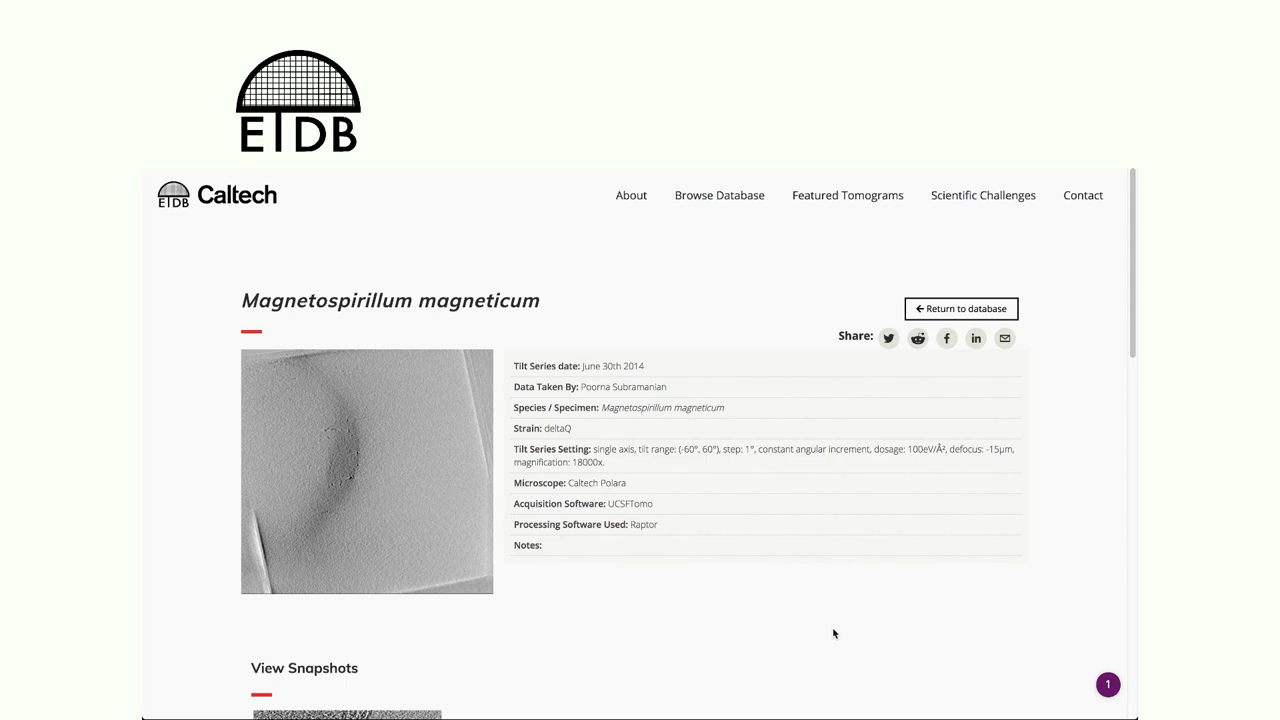 ETDB
ETDB Caltech
About Browse Database Featured Tomograms Scientific Challenges Contact
Magnetospirillum magneticum
← Return to database
Share:
Tilt Series date: June 30th 2014
Data Taken By: Poorna Subramanian
Species / Specimen: Magnetospirillum magneticum
Strain: deltaQ
Tilt Series Setting: single axis, tilt range: (-60°, 60°), step: 1°, constant angular increment, dosage: 100eV/Å², defocus: -15μm,
magnification: 18000x.
Microscope: Caltech Polara
Acquisition Software: UCSFTomo
Processing Software Used: Raptor
Notes:
View Snapshots
1